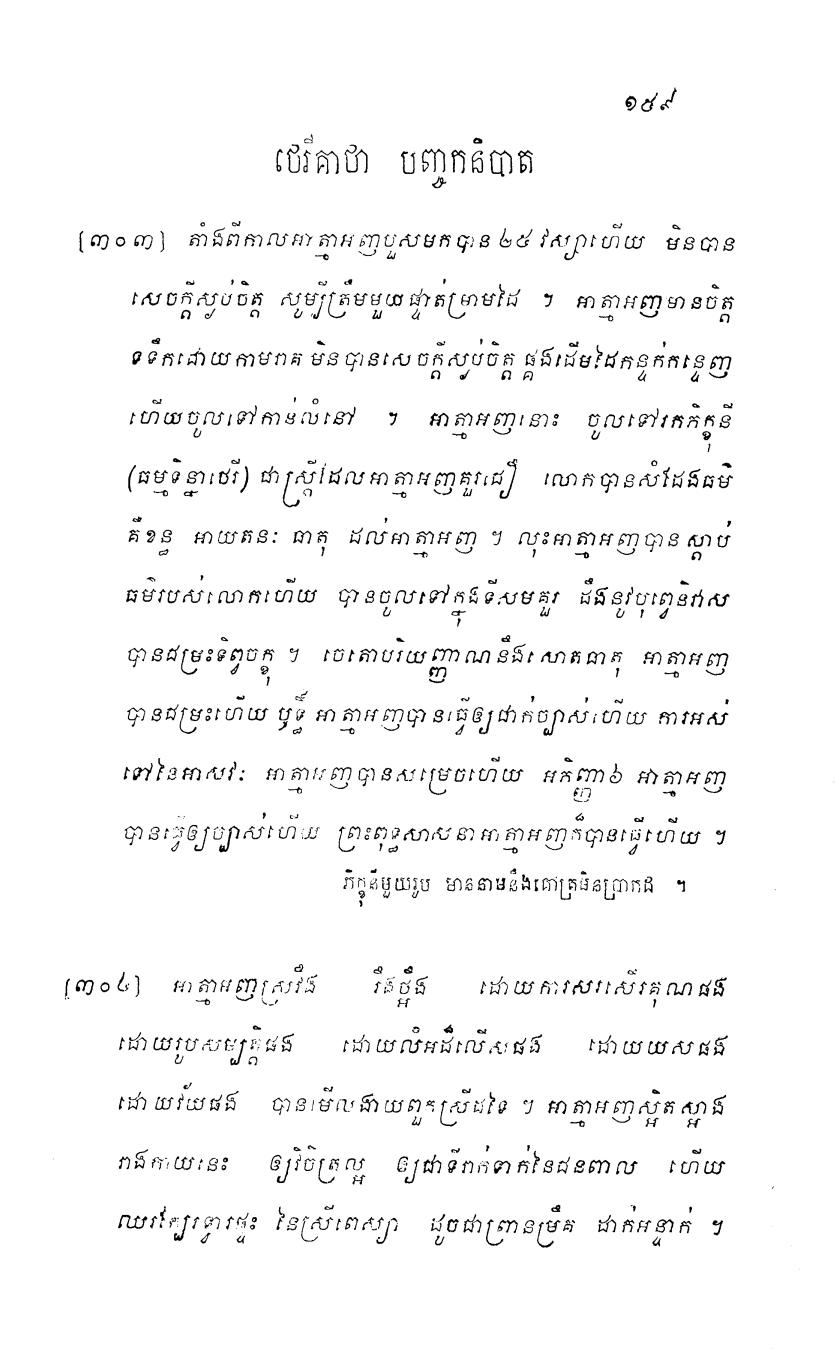 ១៥៩
ថេរីគាថា បញ្ចកនិបាត
[៣០៣] តាំងពីកាលអាត្មាអញបួសមកបាន ២៥ វស្សាហើយ មិនបាន
សេចក្តីស្ងប់ចិត្ត សូម្បីត្រឹមមួយផ្ទាត់ម្រាមដៃ ។ អាត្មាអញមានចិត្ត
ទទឹកដោយកាមរាគ មិនបានសេចក្តីស្ងប់ចិត្ត ផ្គងដើមដៃកន្ទក់កន្ទេញ
ហើយចូលទៅកាន់លំនៅ ។ អាត្មាអញនោះ ចូលទៅរកភិក្ខុនី
(ធម្មទិន្នាថេរី) ជាស្ត្រីដែលអាត្មាអញគួរជឿ លោកបានសំដែងធម៌
គឺខន្ធ អាយតនៈ ធាតុ ដល់អាត្មាអញ ។ លុះអាត្មាអញបានស្តាប់
ធម៌របស់លោកហើយ បានចូលទៅក្នុងទីសមគួរ ដឹងនូវបុព្វេនិវាស
បានជម្រះទិព្វចក្ខុ ។ ចេតោបរិយញ្ញាណនឹងសោតធាតុ អាត្មាអញ
បានជម្រះហើយ ឫទ្ធិ៍ អាត្មាអញបានធ្វើឲ្យជាក់ច្បាស់ហើយ ការអស់
ទៅនៃអាសវៈ អាត្មាអញបានសម្រេចហើយ អភិញ្ញា ៦ អាត្មាអញ
បានធ្វើឲ្យច្បាស់ហើយ ព្រះពុទ្ធសាសនាអាត្មាអញក៏បានធ្វើហើយ ។
ភិក្ខុនីមួយរូប មាននាមនឹងគោត្រមិនប្រាកដ ។
[៣០៤] អាត្មាអញស្រវឹង រឹងថ្អឹង ដោយការសរសើរគុណផង
ដោយរូបសម្បត្តិផង ដោយលំអដ៏លើសផង ដោយយសផង
ដោយវ័យផង បានមើលងាយពួកស្រីដទៃ ។ អាត្មាអញស្អិតស្អាង
រាងកាយនេះ ឲ្យវិចិត្រល្អ ឲ្យជាទីរាក់ទាក់នៃជនពាល ហើយ
ឈរក្បែរទ្វារផ្ទះ នៃស្រីពេស្យា ដូចជាព្រានម្រឹគ ដាក់អន្ទាក់ ។